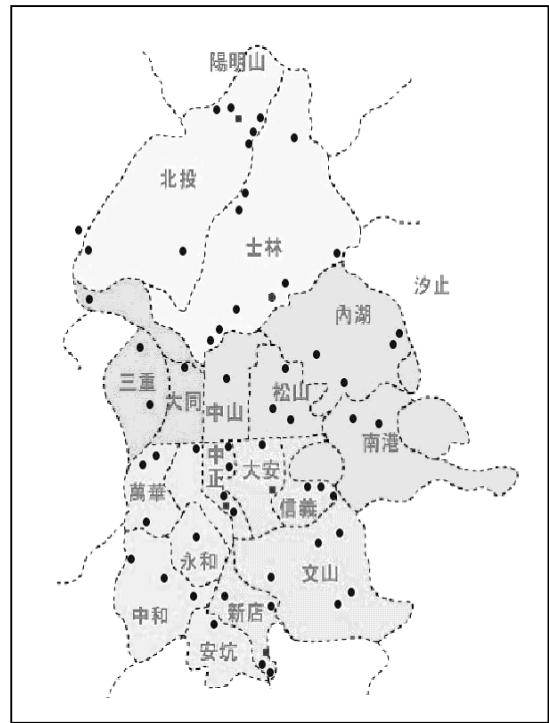 陽明山
北投
士林
汐止
內湖
三重
大同
中山
松山
南港
中正
大安
萬華
信義
永和
文山
中和
新店
安坑